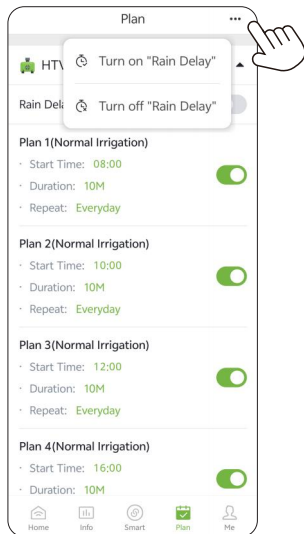 Plan
HTV
Turn on "Rain Delay"
Rain Dela
Turn off "Rain Delay"
Plan 1(Normal Irrigation)
· Start Time: 08:00
· Duration: 10M
· Repeat: Everyday
Plan 2(Normal Irrigation)
· Start Time: 10:00
· Duration: 10M
· Repeat: Everyday
Plan 3(Normal Irrigation)
· Start Time: 12:00
· Duration: 10M
· Repeat: Everyday
Plan 4(Normal Irrigation)
· Start Time: 16:00
· Duration: 10M
Home Info Smart Plan Me